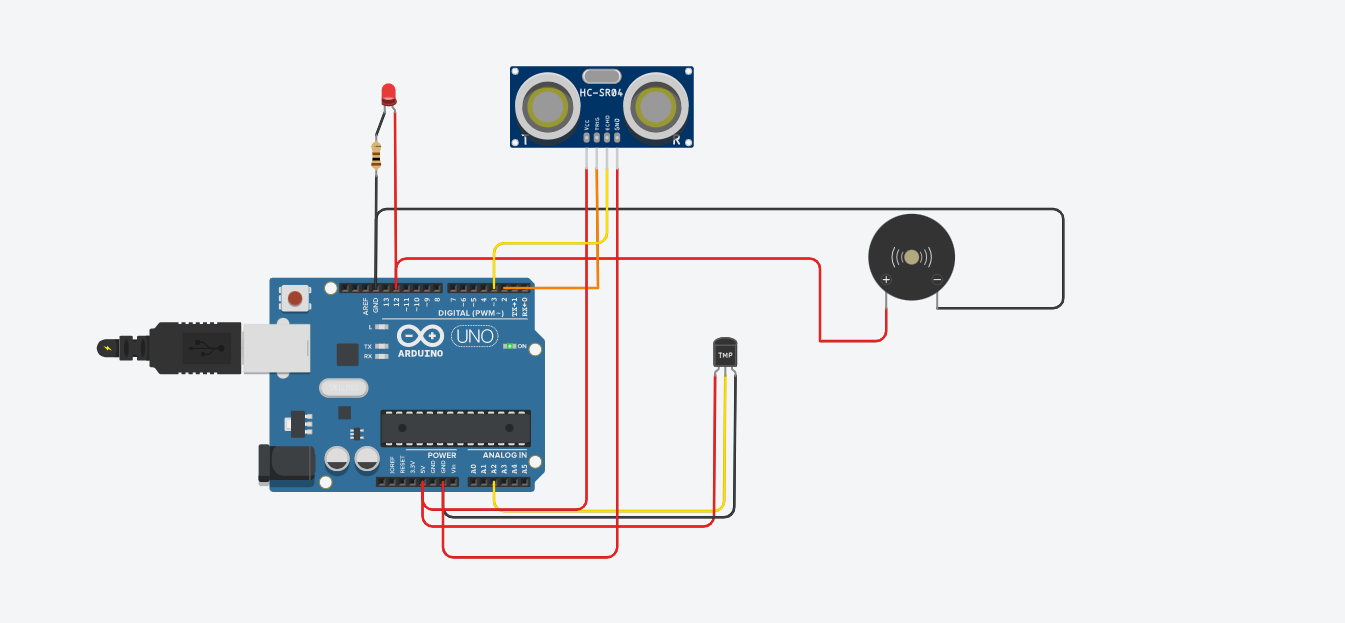 HC-SR04
VCC
TRIG
ECHO
GND
T
R
+
−
AREF
GND
13
12
~11
~10
~9
8
7
~6
~5
4
~3
2
TX→1
RX←0
DIGITAL (PWM~)
L
TX
RX
UNO
ON
ARDUINO
TMP
POWER
ANALOG IN
IOREF
RESET
3.3V
5V
GND
GND
Vin
A0
A1
A2
A3
A4
A5